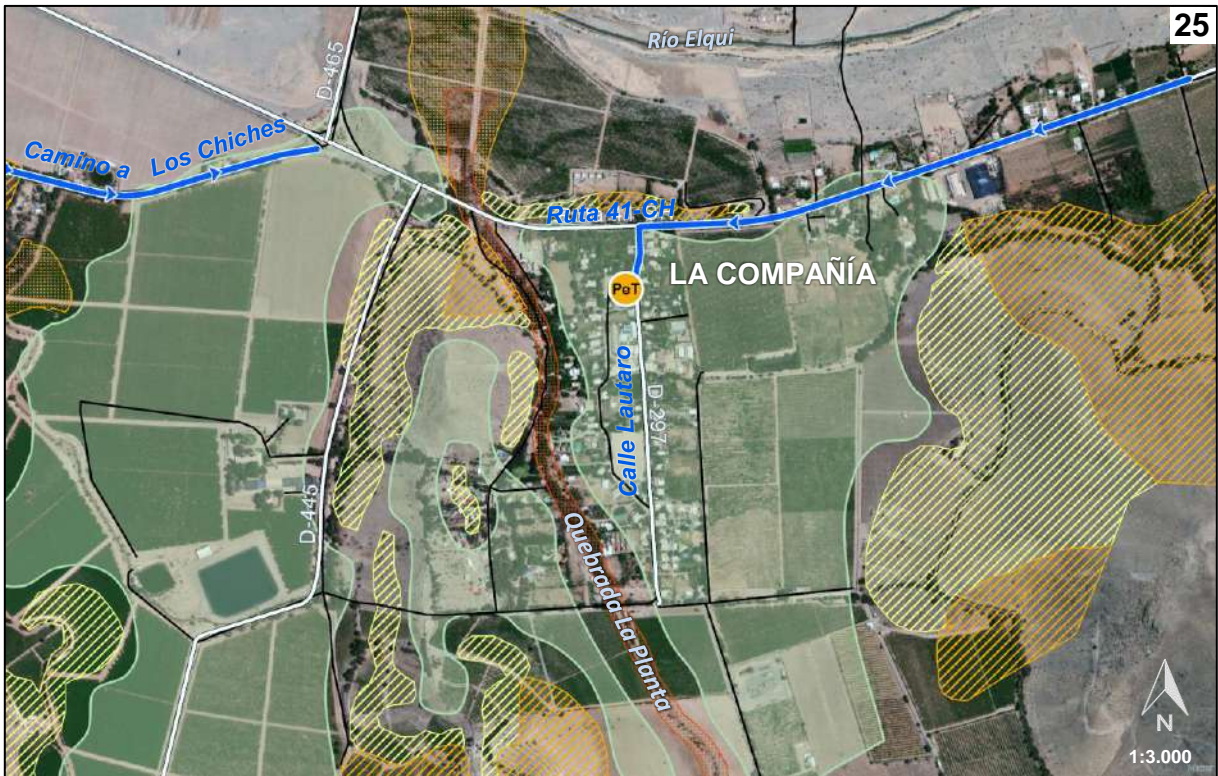 25
Río Elqui
D-465
Camino a Los Chiches
Ruta 41-CH
PeT
LA COMPAÑÍA
Calle Lautaro
D-297
D-445
Quebrada La Planta
N
1:3.000